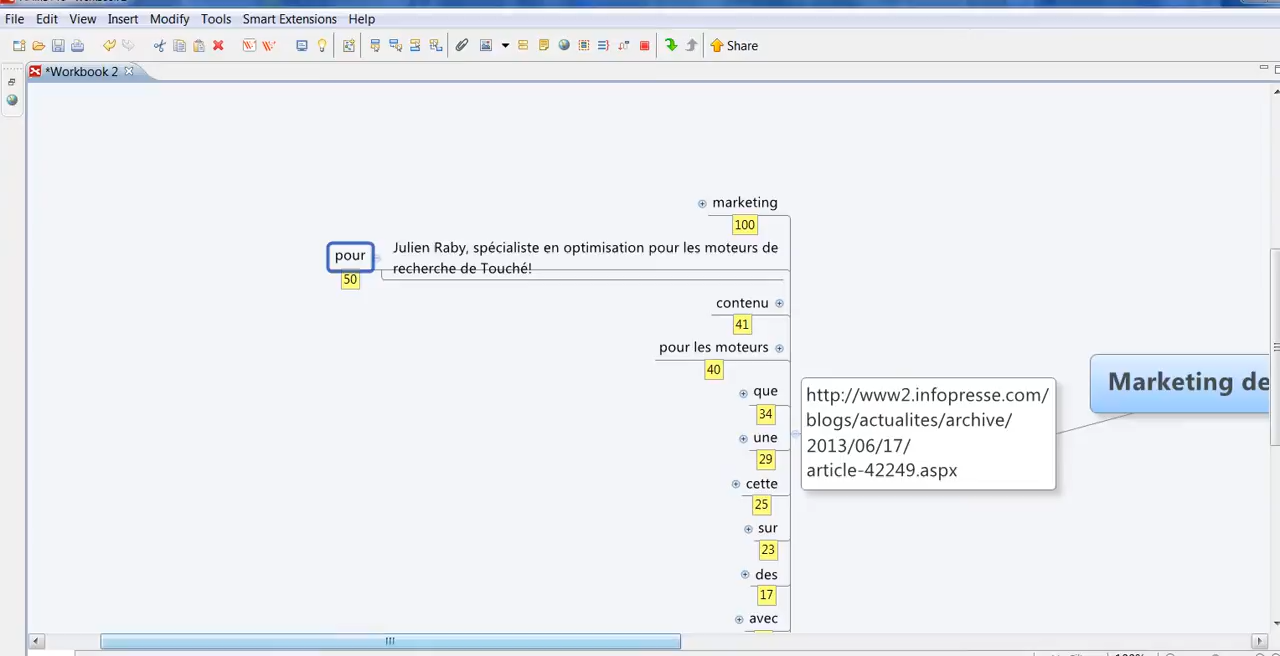 File Edit View Insert Modify Tools Smart Extensions Help
Share
*Workbook 2
marketing
100
Julien Raby, spécialiste en optimisation pour les moteurs de
recherche de Touché!
pour
50
contenu
41
pour les moteurs
40
que
34
une
29
cette
25
sur
23
des
17
avec
http://www2.infopresse.com/
blogs/actualites/archive/
2013/06/17/
article-42249.aspx
Marketing de